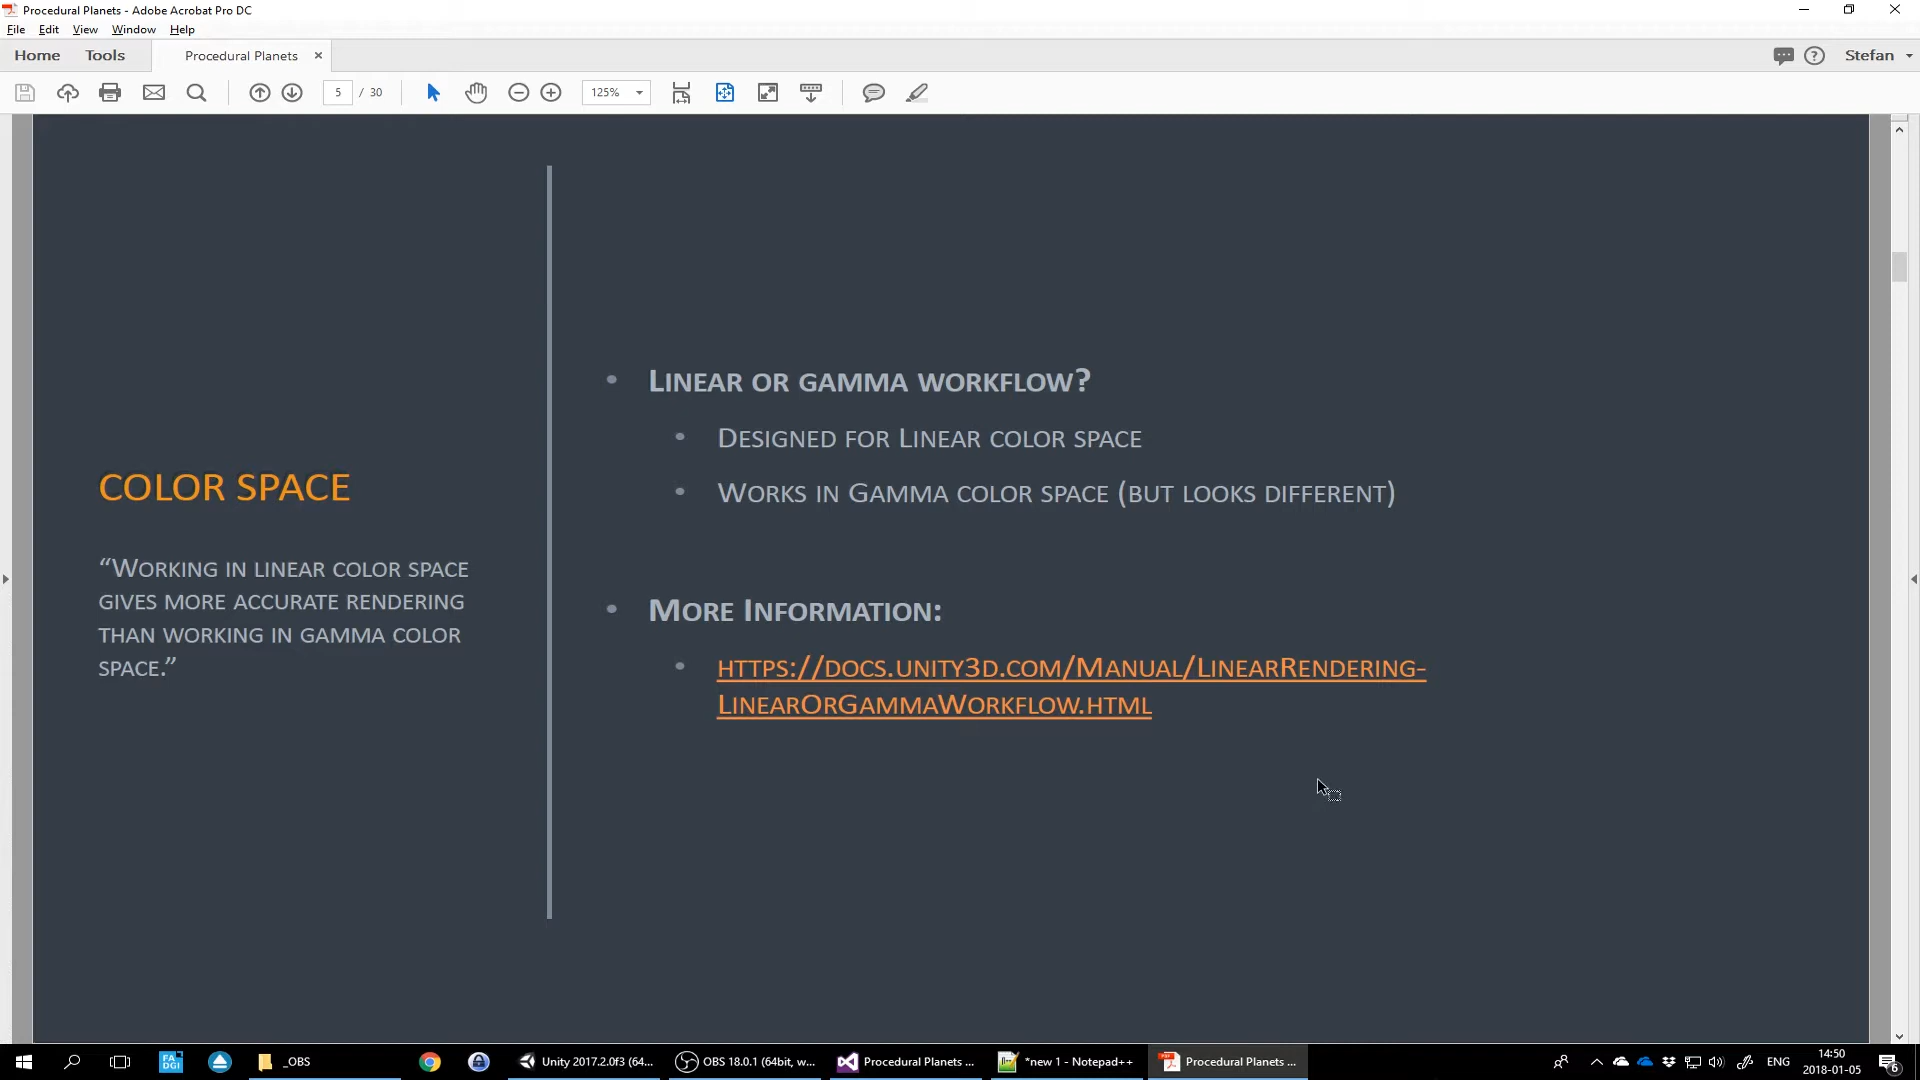 Procedural Planets - Adobe Acrobat Pro DC
File Edit View Window Help
Home Tools Procedural Planets × Stefan
5 / 30 125%
COLOR SPACE
“WORKING IN LINEAR COLOR SPACE
GIVES MORE ACCURATE RENDERING
THAN WORKING IN GAMMA COLOR
SPACE.”
• LINEAR OR GAMMA WORKFLOW?
• DESIGNED FOR LINEAR COLOR SPACE
• WORKS IN GAMMA COLOR SPACE (BUT LOOKS DIFFERENT)
• MORE INFORMATION:
• HTTPS://DOCS.UNITY3D.COM/MANUAL/LINEARRENDERING-
LINEARORGAMMAWORKFLOW.HTML
FA DGI _OBS Unity 2017.2.0f3 (64... OBS 18.0.1 (64bit, w... Procedural Planets ... *new 1 - Notepad++ Procedural Planets ... ENG 14:50 6
2018-01-05